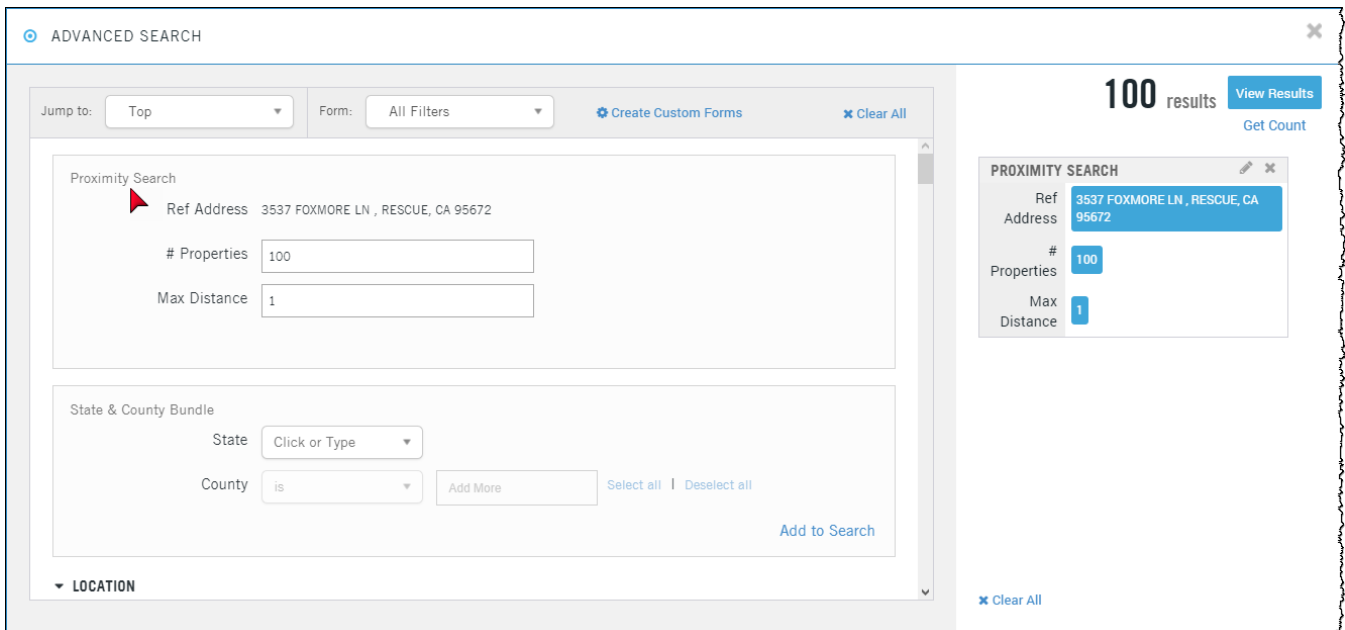 ADVANCED SEARCH
Jump to: Top Form: All Filters Create Custom Forms Clear All
Proximity Search
Ref Address 3537 FOXMORE LN , RESCUE, CA 95672
# Properties 100
Max Distance 1
State & County Bundle
State Click or Type
County is Add More Select all | Deselect all
Add to Search
LOCATION
100 results View Results
Get Count
PROXIMITY SEARCH
Ref Address 3537 FOXMORE LN , RESCUE, CA 95672
# Properties 100
Max Distance 1
Clear All